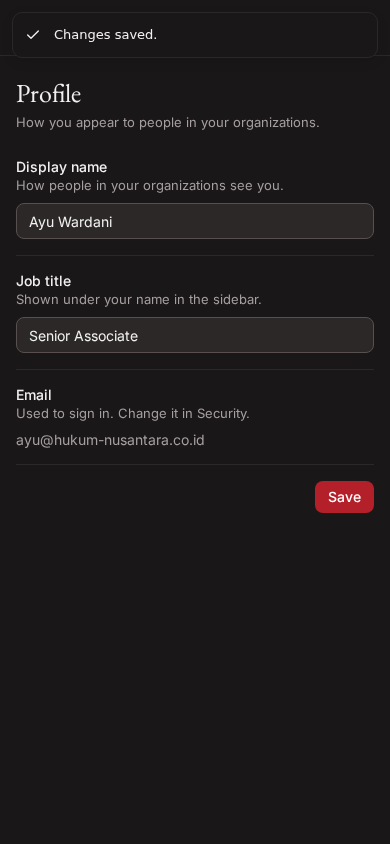 Changes saved.
Profile
How you appear to people in your organizations.
Display name
How people in your organizations see you.
Ayu Wardani
Job title
Shown under your name in the sidebar.
Senior Associate
Email
Used to sign in. Change it in Security.
ayu@hukum-nusantara.co.id
Save